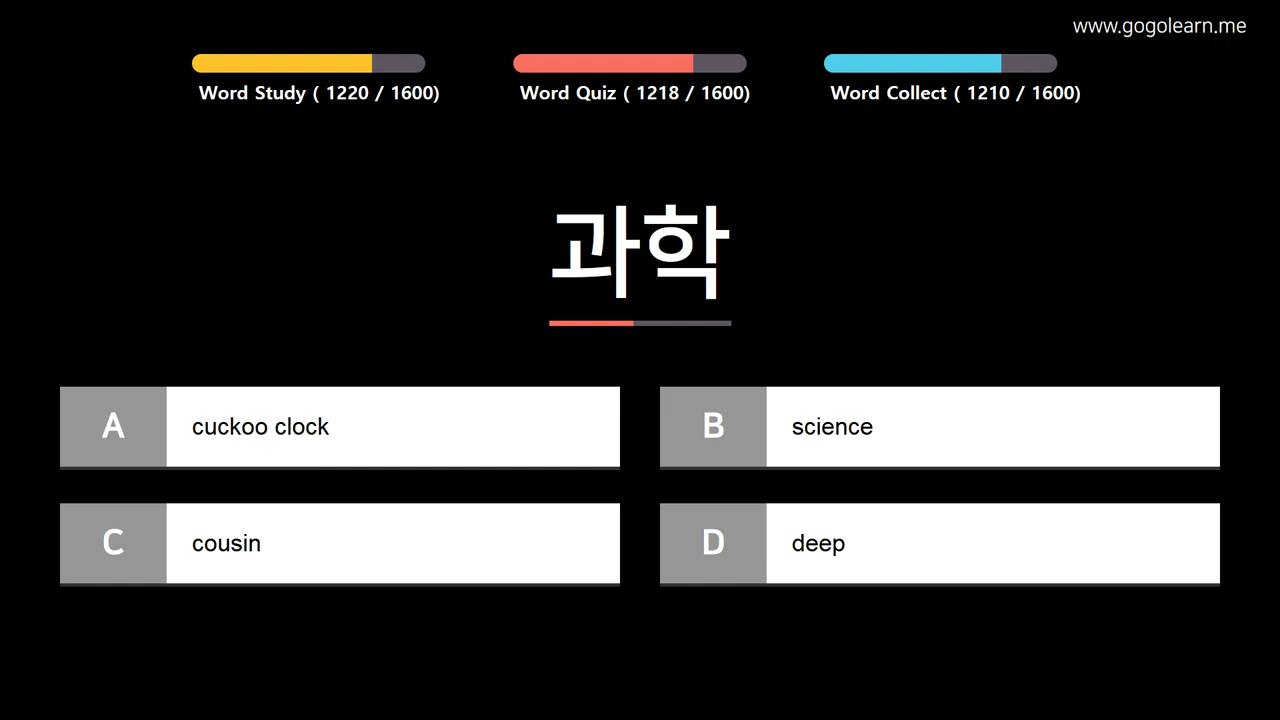 www.gogolearn.me
Word Study ( 1220 / 1600)
Word Quiz ( 1218 / 1600)
Word Collect ( 1210 / 1600)
과학
A cuckoo clock
B science
C cousin
D deep